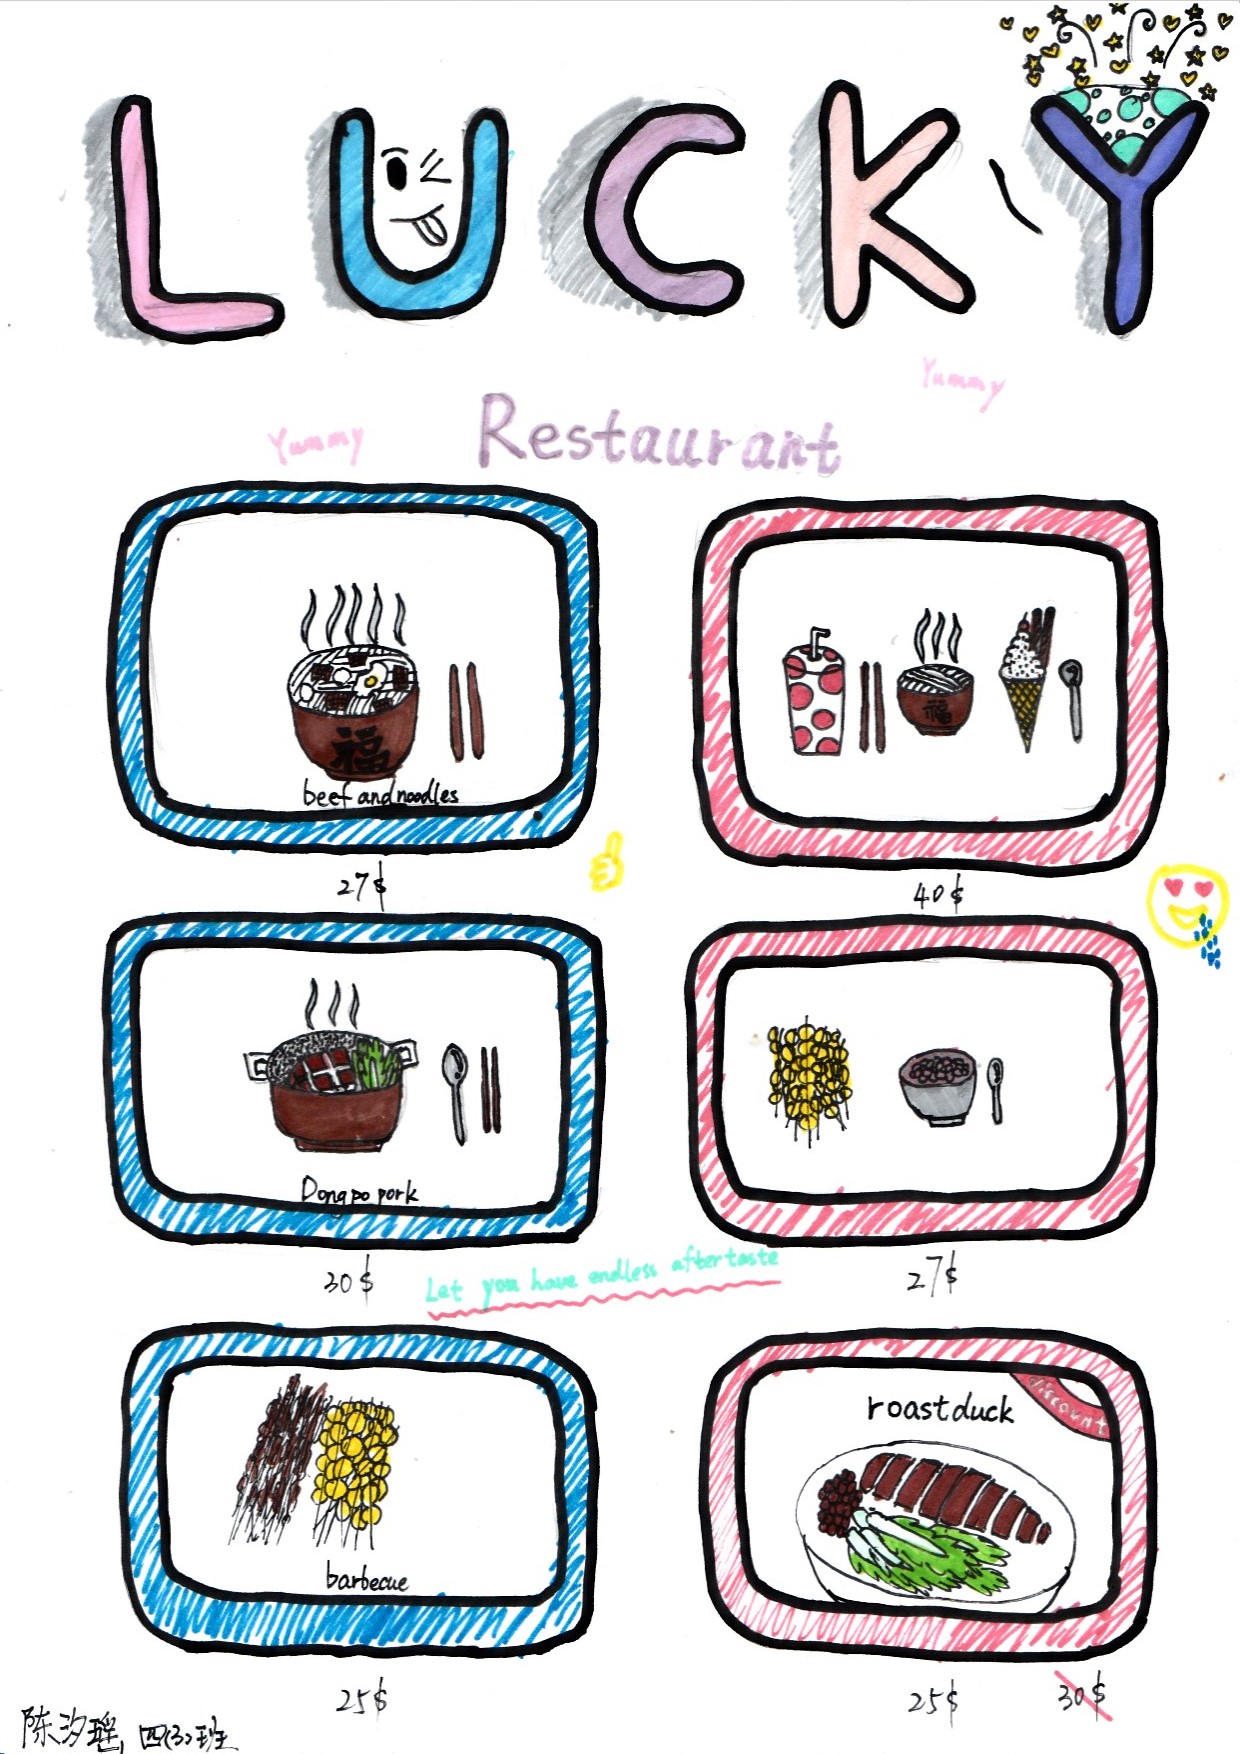 LUCKY
Yummy
Restaurant
Yummy
福
beef and noodles
27$
福
40$
Dongpo pork
30$
27$
Let you have endless aftertaste
barbecue
25$
discount
roast duck
25$ 30$
陈汐瑶, 四(3)班